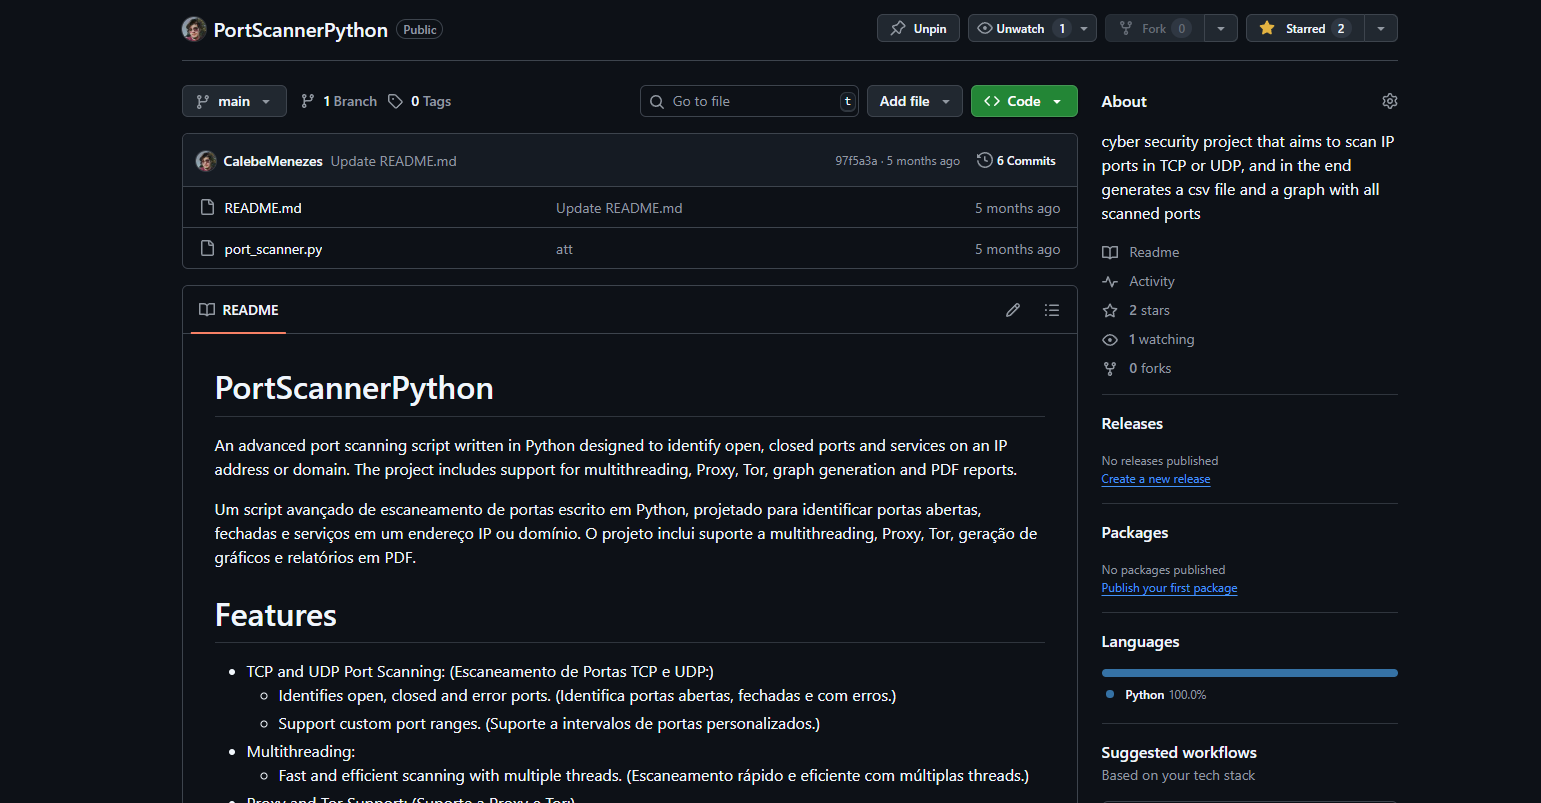 PortScannerPython Public
Unpin
Unwatch 1
Fork 0
Starred 2
main
1 Branch
0 Tags
Go to file t
Add file
Code
CalebeMenezes Update README.md
97f5a3a · 5 months ago
6 Commits
README.md Update README.md 5 months ago
port_scanner.py att 5 months ago
README
PortScannerPython
An advanced port scanning script written in Python designed to identify open, closed ports and services on an IP
address or domain. The project includes support for multithreading, Proxy, Tor, graph generation and PDF reports.
Um script avançado de escaneamento de portas escrito em Python, projetado para identificar portas abertas,
fechadas e serviços em um endereço IP ou domínio. O projeto inclui suporte a multithreading, Proxy, Tor, geração de
gráficos e relatórios em PDF.
Features
• TCP and UDP Port Scanning: (Escaneamento de Portas TCP e UDP:)
◦ Identifies open, closed and error ports. (Identifica portas abertas, fechadas e com erros.)
◦ Support custom port ranges. (Suporte a intervalos de portas personalizados.)
• Multithreading:
◦ Fast and efficient scanning with multiple threads. (Escaneamento rápido e eficiente com múltiplas threads.)
• Proxy and Tor Support: (Suporte a Proxy e Tor:)
About
cyber security project that aims to scan IP
ports in TCP or UDP, and in the end
generates a csv file and a graph with all
scanned ports
Readme
Activity
2 stars
1 watching
0 forks
Releases
No releases published
Create a new release
Packages
No packages published
Publish your first package
Languages
Python 100.0%
Suggested workflows
Based on your tech stack